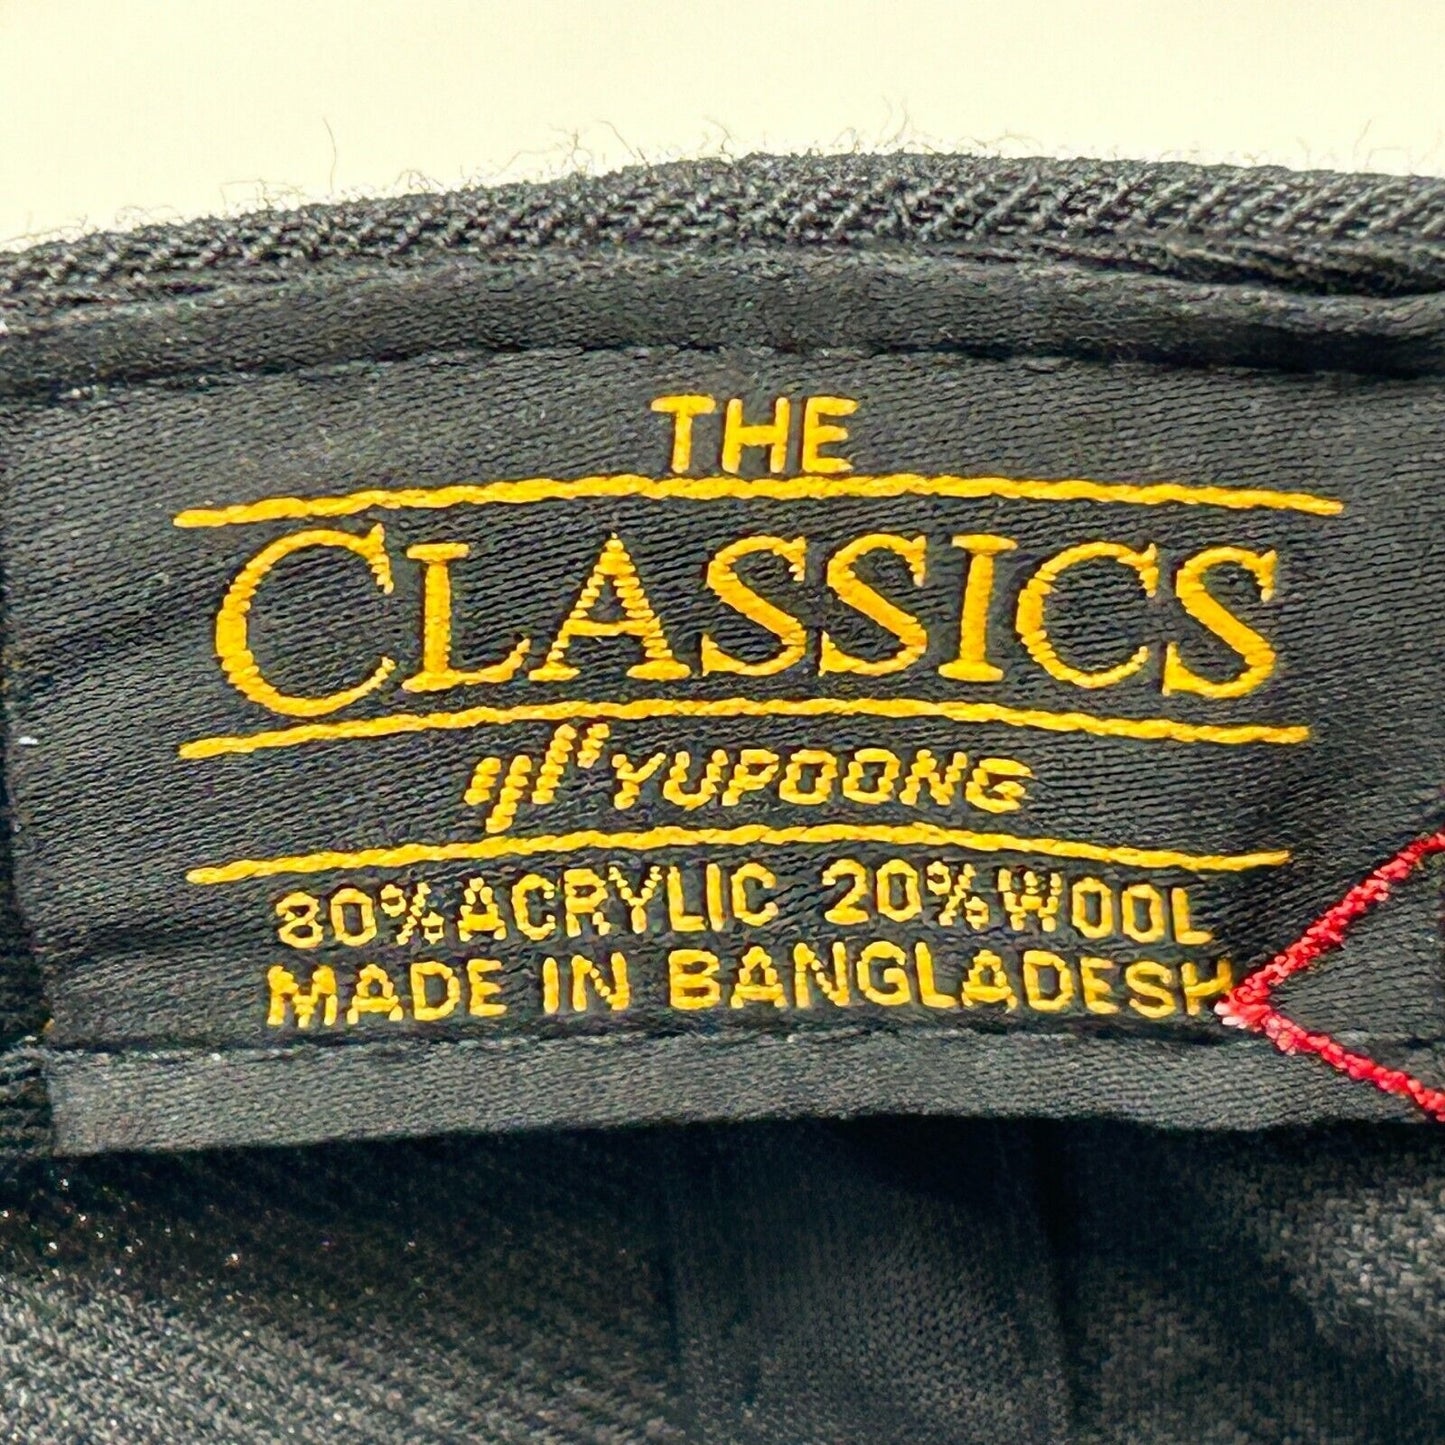 THE
CLASSICS
YUPOONG
80% ACRYLIC 20% WOOL
MADE IN BANGLADESH